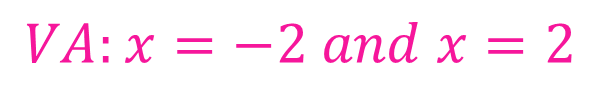 VA: x = −2 and x = 2